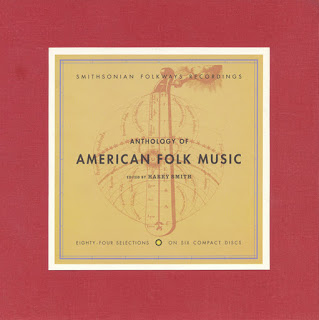 SMITHSONIAN FOLKWAYS RECORDINGS
ANTHOLOGY OF
AMERICAN FOLK MUSIC
EDITED BY HARRY SMITH
EIGHTY-FOUR SELECTIONS ON SIX COMPACT DISCS